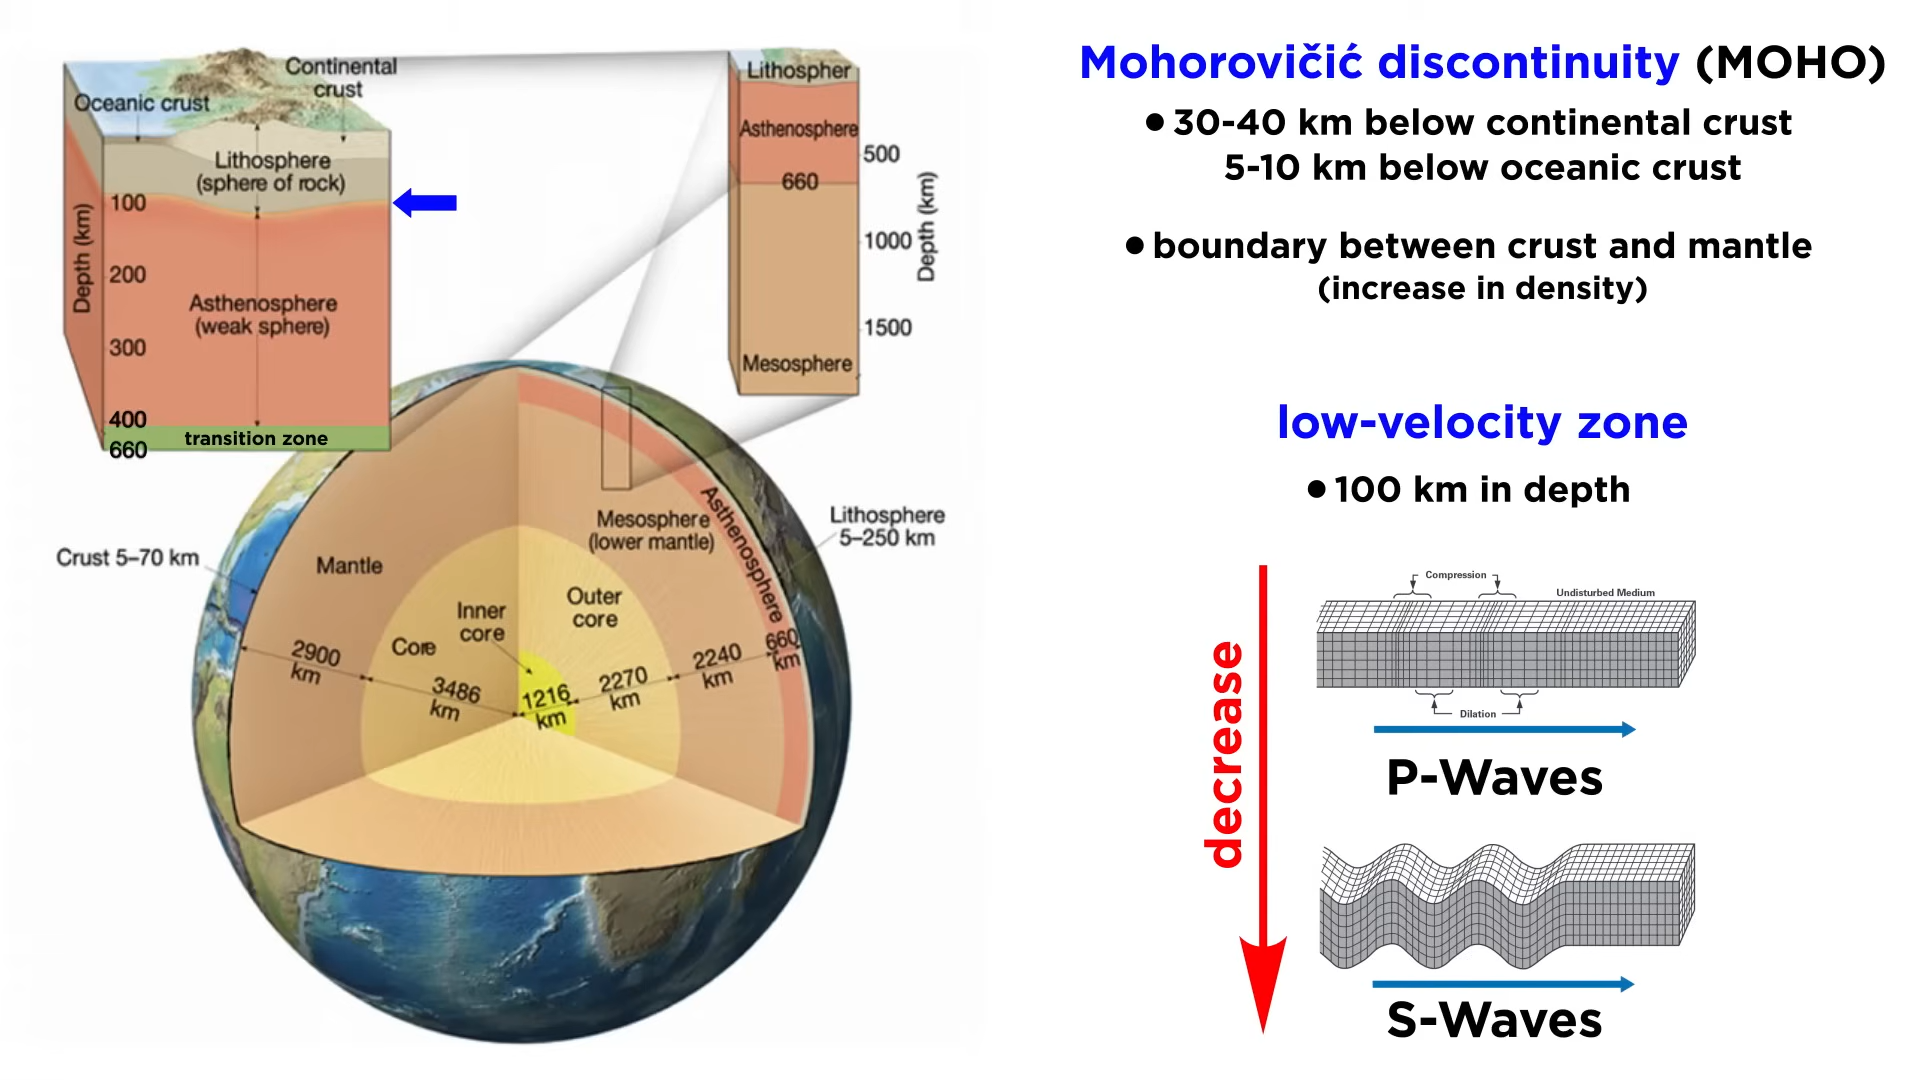 Continental
crust
Oceanic crust
Lithosphere
(sphere of rock)
100
200
Asthenosphere
(weak sphere)
300
400
transition zone
660
Depth (km)
Lithospher
Asthenosphere
500
660
1000
1500
Mesosphere
Depth (km)
Crust 5–70 km
Mantle
Mesosphere
(lower mantle)
Asthenosphere
Lithosphere
5–250 km
Inner
core
Outer
core
Core
2900
km
3486
km
1216
km
2270
km
2240
km
660
km
Mohorovičić discontinuity (MOHO)
• 30-40 km below continental crust
5-10 km below oceanic crust
• boundary between crust and mantle
(increase in density)
low-velocity zone
• 100 km in depth
decrease
Compression
Undisturbed Medium
Dilation
P-Waves
S-Waves